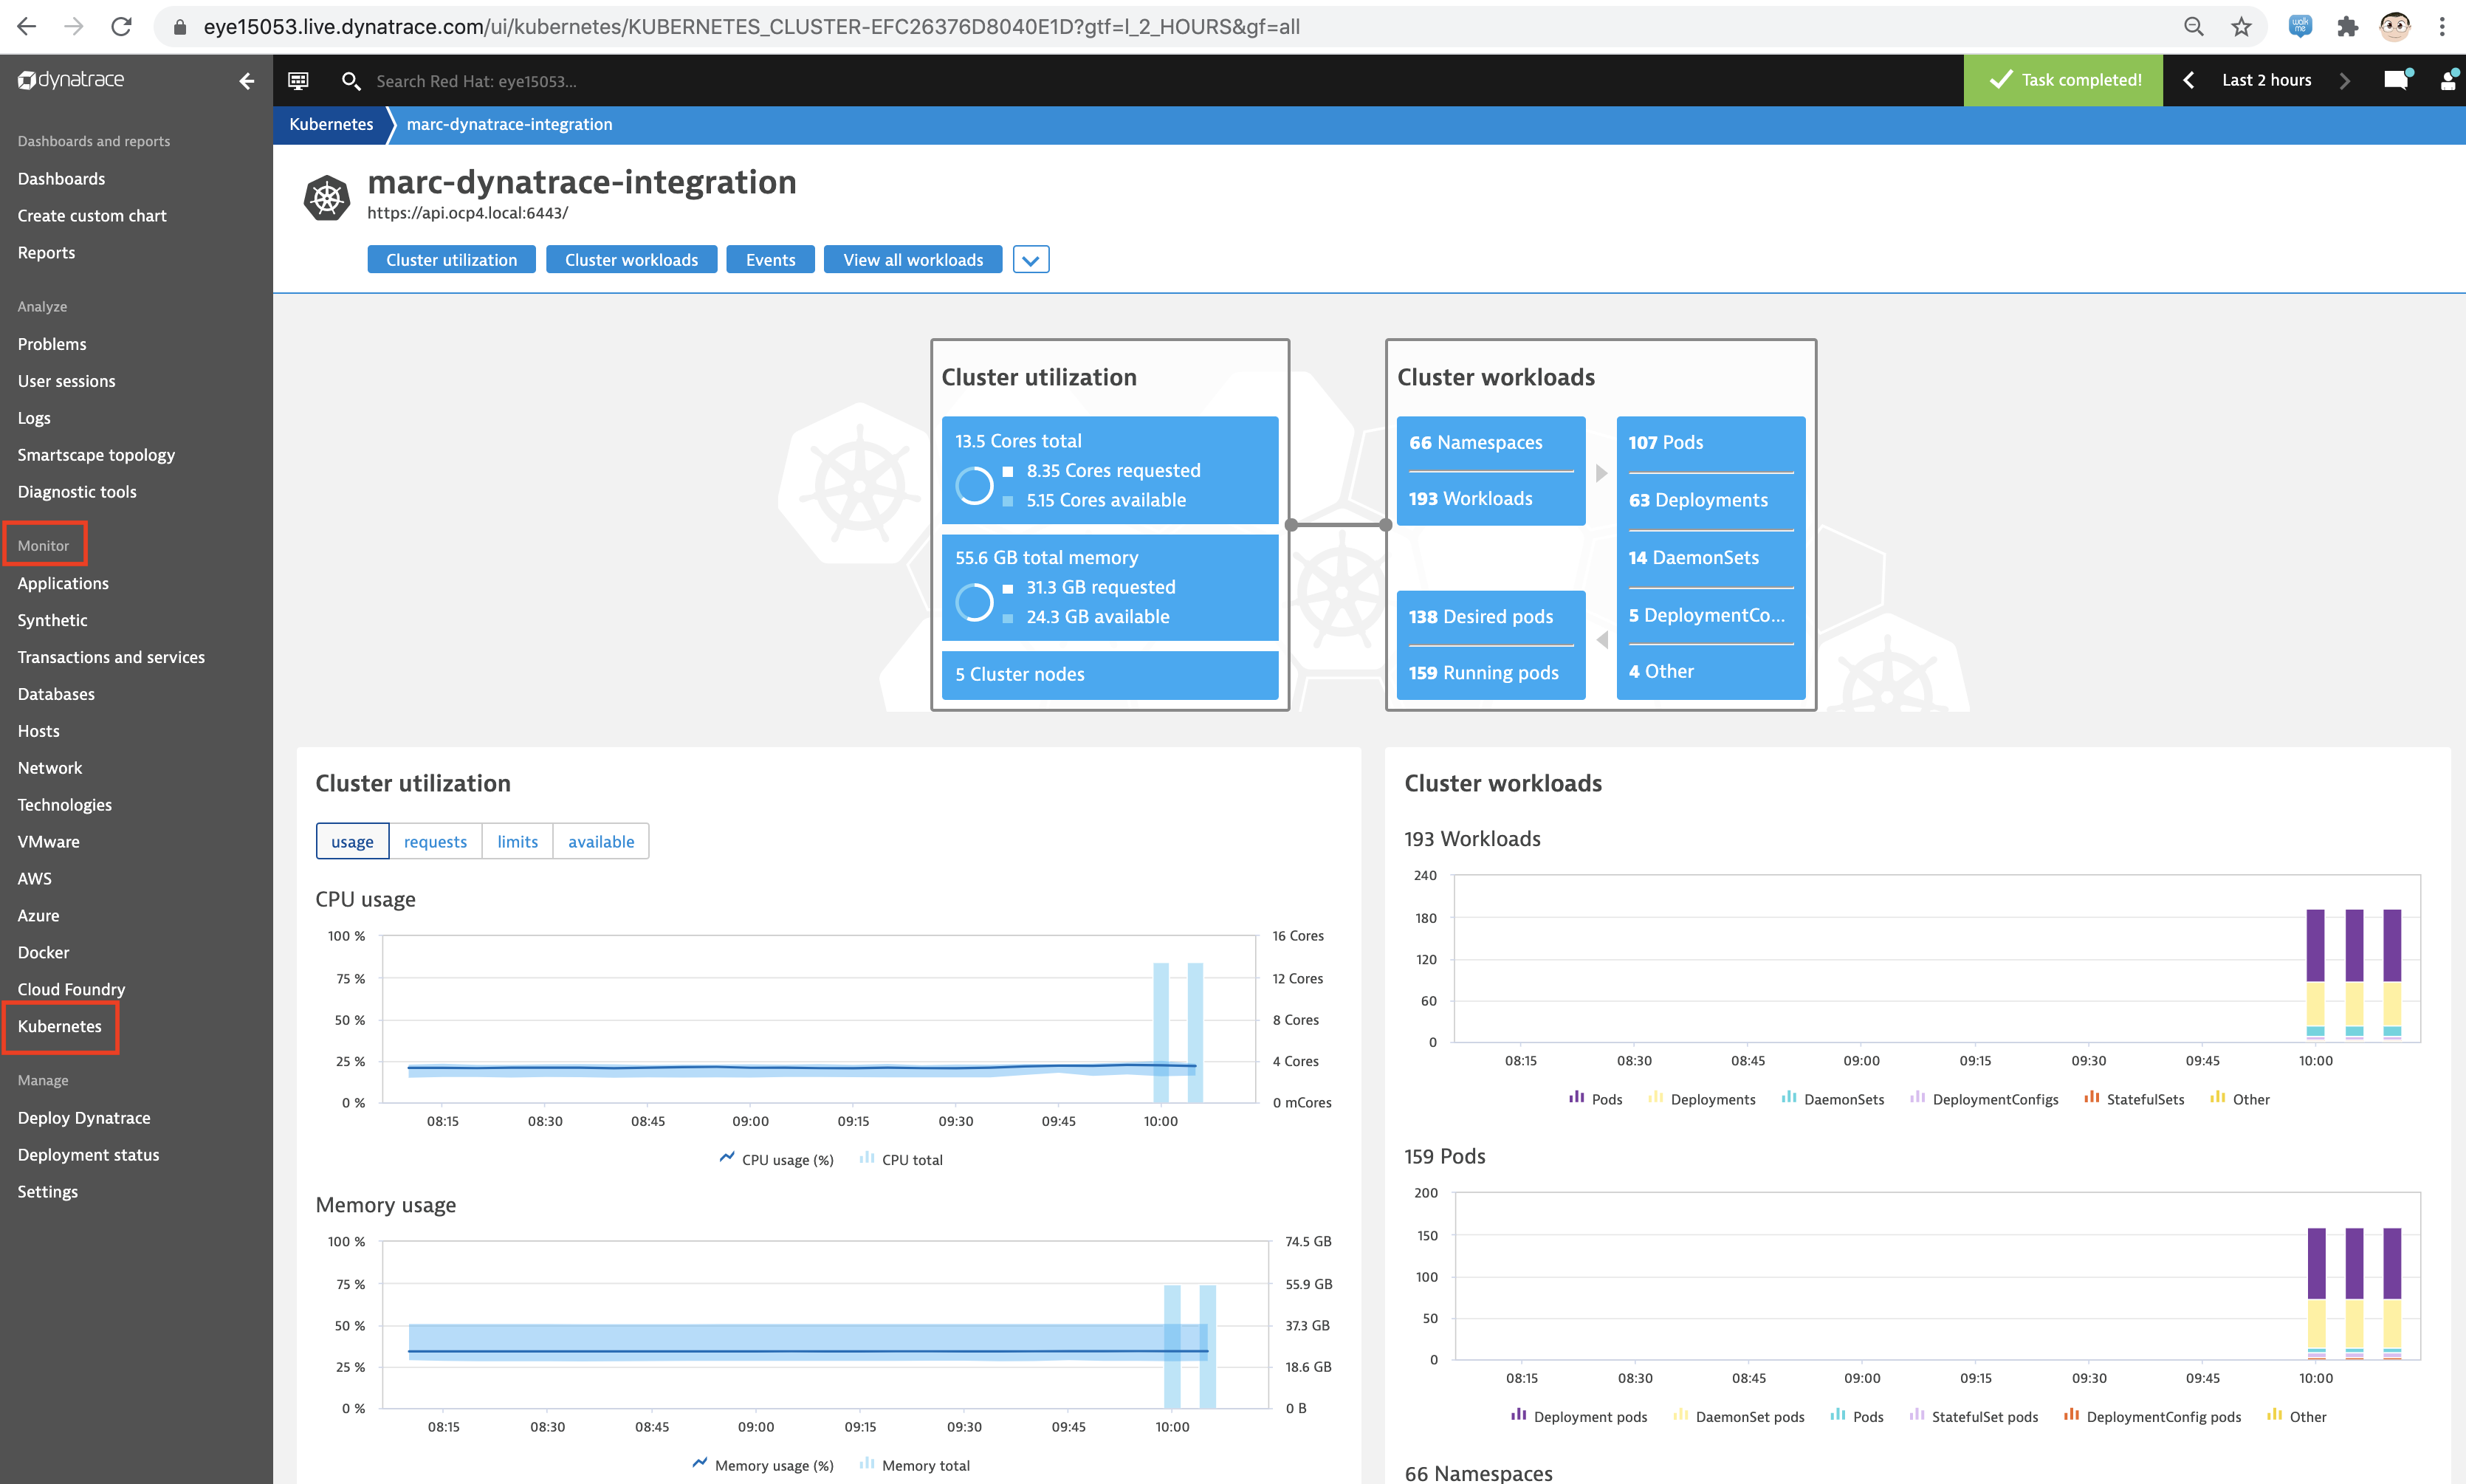 eye15053.live.dynatrace.com/ui/kubernetes/KUBERNETES_CLUSTER-EFC26376D8040E1D?gtf=l_2_HOURS&gf=all
walk me
dynatrace
Search Red Hat: eye15053...
Task completed!
Last 2 hours
Dashboards and reports
Dashboards
Create custom chart
Reports
Analyze
Problems
User sessions
Logs
Smartscape topology
Diagnostic tools
Monitor
Applications
Synthetic
Transactions and services
Databases
Hosts
Network
Technologies
VMware
AWS
Azure
Docker
Cloud Foundry
Kubernetes
Manage
Deploy Dynatrace
Deployment status
Settings
Kubernetes
marc-dynatrace-integration
marc-dynatrace-integration
https://api.ocp4.local:6443/
Cluster utilization
Cluster workloads
Events
View all workloads
Cluster utilization
13.5 Cores total
8.35 Cores requested
5.15 Cores available
55.6 GB total memory
31.3 GB requested
24.3 GB available
5 Cluster nodes
Cluster workloads
66 Namespaces
193 Workloads
138 Desired pods
159 Running pods
107 Pods
63 Deployments
14 DaemonSets
5 DeploymentCo...
4 Other
Cluster utilization
usage
requests
limits
available
CPU usage
100 %
75 %
50 %
25 %
0 %
16 Cores
12 Cores
8 Cores
4 Cores
0 mCores
08:15
08:30
08:45
09:00
09:15
09:30
09:45
10:00
CPU usage (%)
CPU total
Memory usage
100 %
75 %
50 %
25 %
0 %
74.5 GB
55.9 GB
37.3 GB
18.6 GB
0 B
08:15
08:30
08:45
09:00
09:15
09:30
09:45
10:00
Memory usage (%)
Memory total
Cluster workloads
193 Workloads
240
180
120
60
0
08:15
08:30
08:45
09:00
09:15
09:30
09:45
10:00
Pods
Deployments
DaemonSets
DeploymentConfigs
StatefulSets
Other
159 Pods
200
150
100
50
0
08:15
08:30
08:45
09:00
09:15
09:30
09:45
10:00
Deployment pods
DaemonSet pods
Pods
StatefulSet pods
DeploymentConfig pods
Other
66 Namespaces